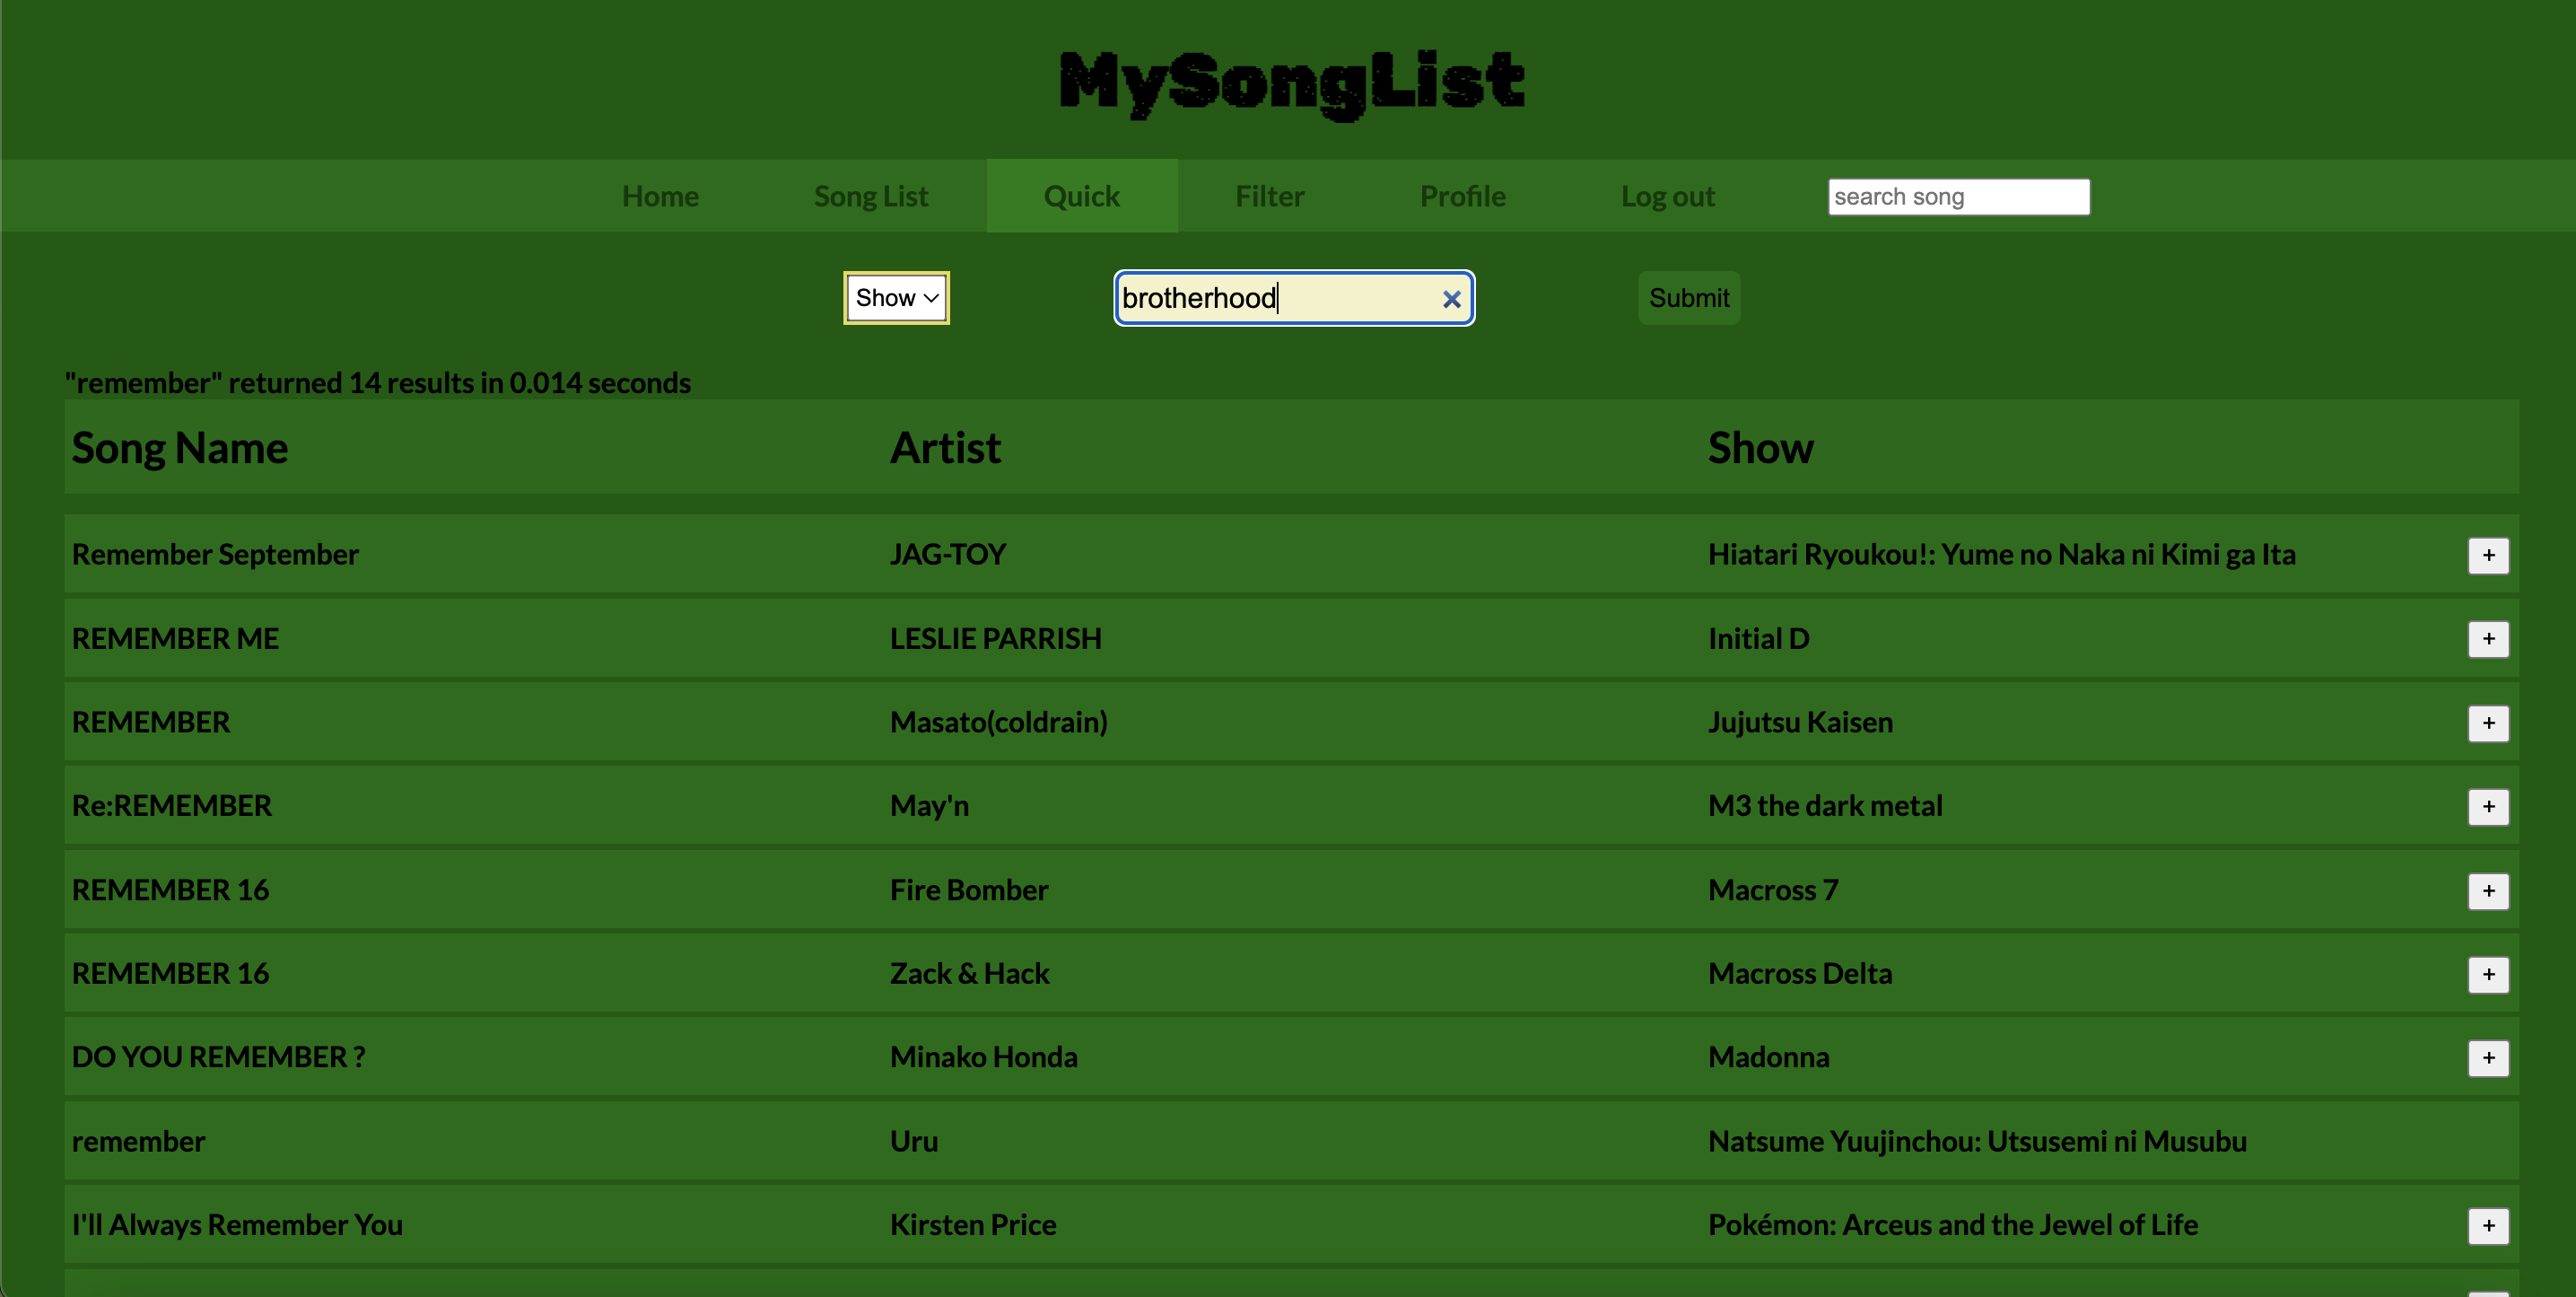 MySongList
Home Song List Quick Filter Profile Log out search song
Show brotherhood Submit
"remember" returned 14 results in 0.014 seconds
Song Name Artist Show
Remember September JAG-TOY Hiatari Ryoukou!: Yume no Naka ni Kimi ga Ita +
REMEMBER ME LESLIE PARRISH Initial D +
REMEMBER Masato(coldrain) Jujutsu Kaisen +
Re:REMEMBER May'n M3 the dark metal +
REMEMBER 16 Fire Bomber Macross 7 +
REMEMBER 16 Zack & Hack Macross Delta +
DO YOU REMEMBER ? Minako Honda Madonna +
remember Uru Natsume Yuujinchou: Utsusemi ni Musubu
I'll Always Remember You Kirsten Price Pokémon: Arceus and the Jewel of Life +